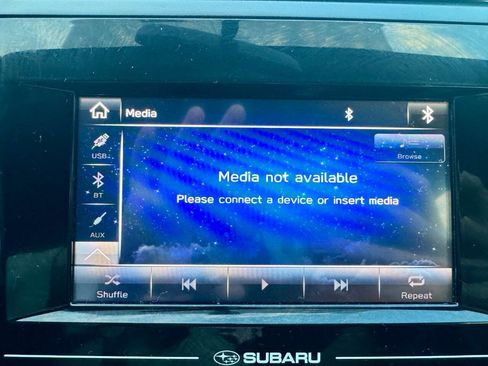 Media
USB
Browse
Media not available
BT
Please connect a device or insert media
AUX
Shuffle
Repeat
SUBARU